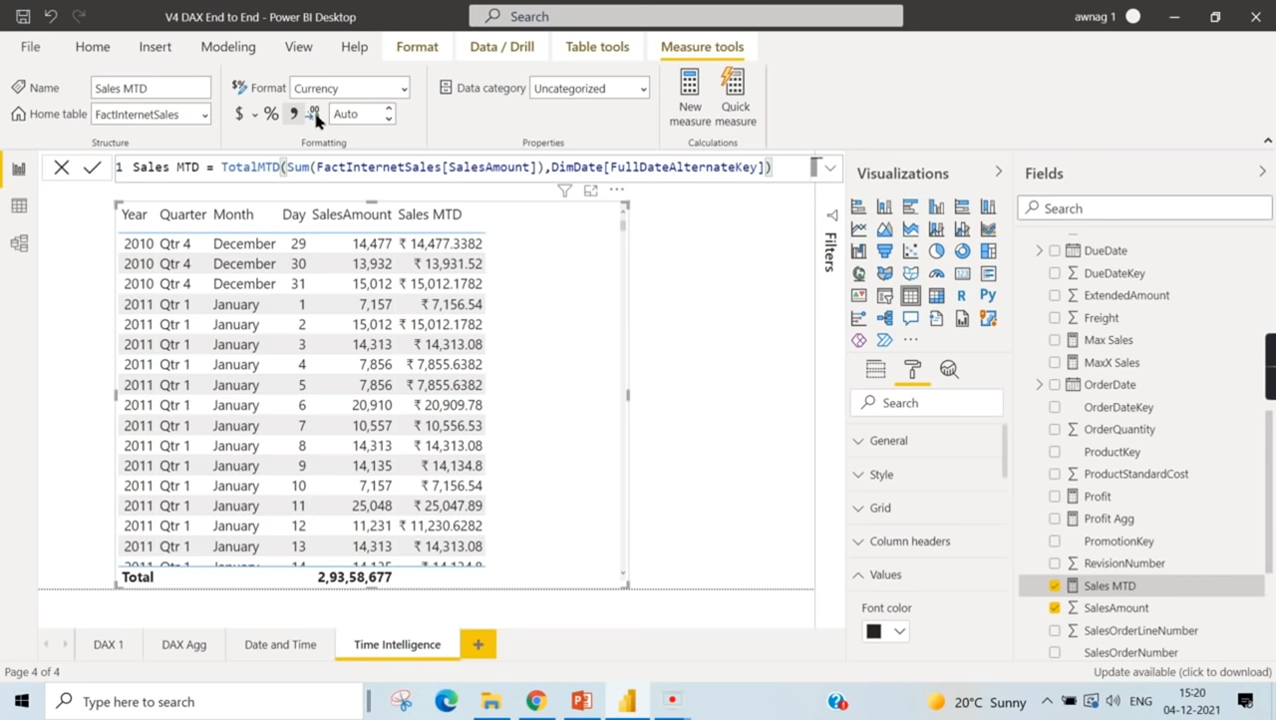 V4 DAX End to End - Power BI Desktop
Search
awnag 1
File Home Insert Modeling View Help Format Data / Drill Table tools Measure tools
Name Sales MTD
Format Currency
Data category Uncategorized
Home table FactInternetSales
$ % 9 .00 Auto
New measure
Quick measure
Structure Formatting Properties Calculations
1 Sales MTD = TotalMTD(Sum(FactInternetSales[SalesAmount]),DimDate[FullDateAlternateKey])
Year Quarter Month Day SalesAmount Sales MTD
2010 Qtr 4 December 29 14,477 ₹ 14,477.3382
2010 Qtr 4 December 30 13,932 ₹ 13,931.52
2010 Qtr 4 December 31 15,012 ₹ 15,012.1782
2011 Qtr 1 January 1 7,157 ₹ 7,156.54
2011 Qtr 1 January 2 15,012 ₹ 15,012.1782
2011 Qtr 1 January 3 14,313 ₹ 14,313.08
2011 Qtr 1 January 4 7,856 ₹ 7,855.6382
2011 Qtr 1 January 5 7,856 ₹ 7,855.6382
2011 Qtr 1 January 6 20,910 ₹ 20,909.78
2011 Qtr 1 January 7 10,557 ₹ 10,556.53
2011 Qtr 1 January 8 14,313 ₹ 14,313.08
2011 Qtr 1 January 9 14,135 ₹ 14,134.8
2011 Qtr 1 January 10 7,157 ₹ 7,156.54
2011 Qtr 1 January 11 25,048 ₹ 25,047.89
2011 Qtr 1 January 12 11,231 ₹ 11,230.6282
2011 Qtr 1 January 13 14,313 ₹ 14,313.08
Total 2,93,58,677
Filters
Visualizations
R Py
Search
General
Style
Grid
Column headers
Values
Font color
Fields
Search
DueDate
DueDateKey
ExtendedAmount
Freight
Max Sales
MaxX Sales
OrderDate
OrderDateKey
OrderQuantity
ProductKey
ProductStandardCost
Profit
Profit Agg
PromotionKey
RevisionNumber
Sales MTD
SalesAmount
SalesOrderLineNumber
SalesOrderNumber
DAX 1 DAX Agg Date and Time Time Intelligence +
Page 4 of 4
Update available (click to download)
Type here to search
20°C Sunny
ENG
15:20
04-12-2021